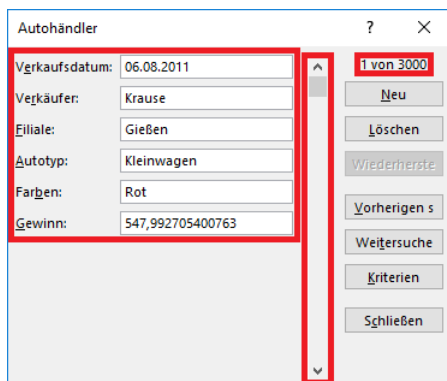 Autohändler ?
1 von 3000
Verkaufsdatum: 06.08.2011
Verkäufer: Krause
Filiale: Gießen
Autotyp: Kleinwagen
Farben: Rot
Gewinn: 547,992705400763
Neu
Löschen
Wiederherste
Vorherigen s
Weitersuche
Kriterien
Schließen